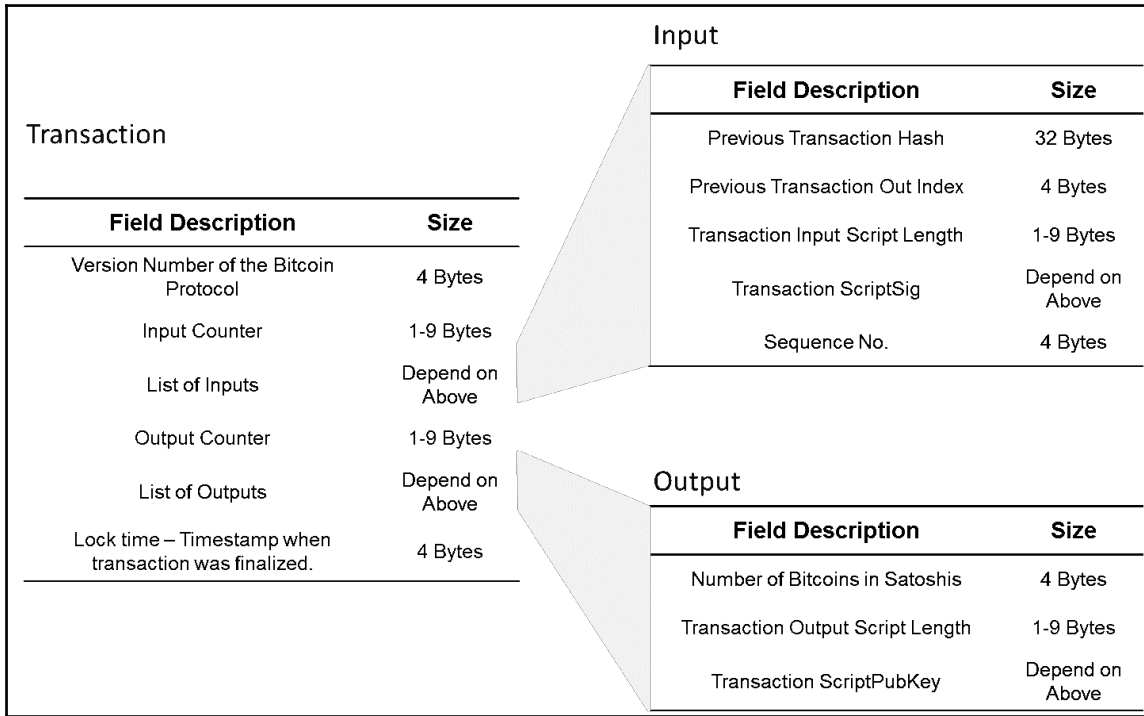 Transaction
Field Description Size
Version Number of the Bitcoin
Protocol 4 Bytes
Input Counter 1-9 Bytes
List of Inputs Depend on
Above
Output Counter 1-9 Bytes
List of Outputs Depend on
Above
Lock time – Timestamp when
transaction was finalized. 4 Bytes
Input
Field Description Size
Previous Transaction Hash 32 Bytes
Previous Transaction Out Index 4 Bytes
Transaction Input Script Length 1-9 Bytes
Transaction ScriptSig Depend on
Above
Sequence No. 4 Bytes
Output
Field Description Size
Number of Bitcoins in Satoshis 4 Bytes
Transaction Output Script Length 1-9 Bytes
Transaction ScriptPubKey Depend on
Above